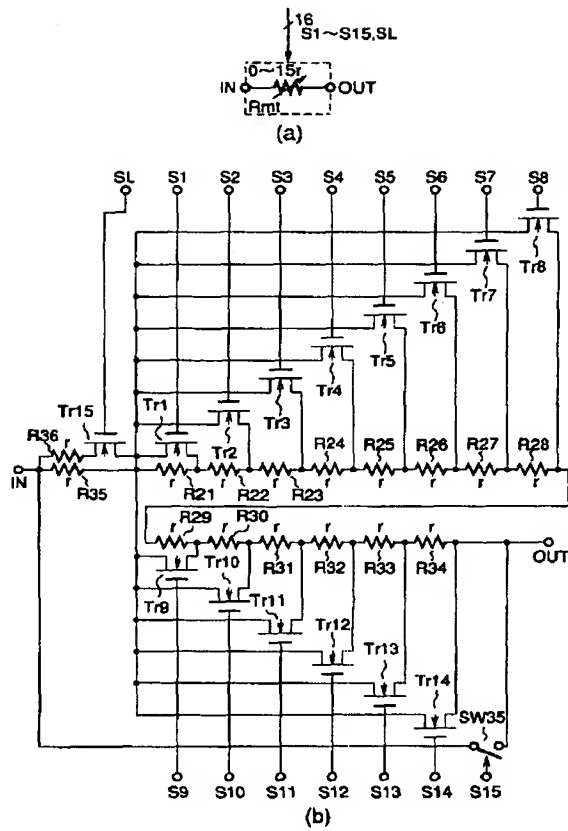 16
S1~S15,SL
0~15r
IN
OUT
Rmt
(a)
SL S1 S2 S3 S4 S5 S6 S7 S8
Tr8
Tr7
Tr6
Tr5
Tr4
Tr3
Tr15 Tr1
Tr2
R36
r
R24 R25 R26 R27 R28
r r r r r r r r r
IN
R35 R21 R22 R23
R29 R30
r r r r r r
OUT
R31 R32 R33 R34
Tr9
Tr10
Tr11
Tr12
Tr13
Tr14
SW35
S9 S10 S11 S12 S13 S14 S15
(b)